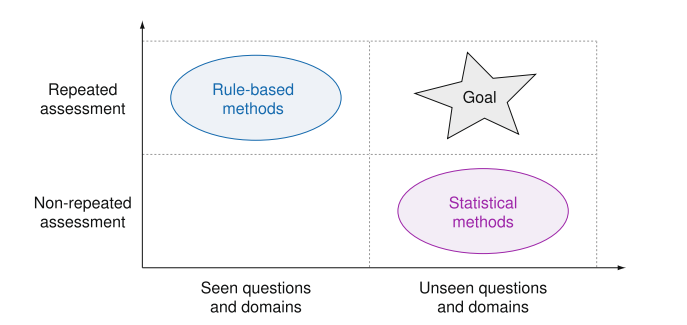 Repeated
assessment
Rule-based
methods
Goal
Non-repeated
assessment
Statistical
methods
Seen questions
and domains
Unseen questions
and domains